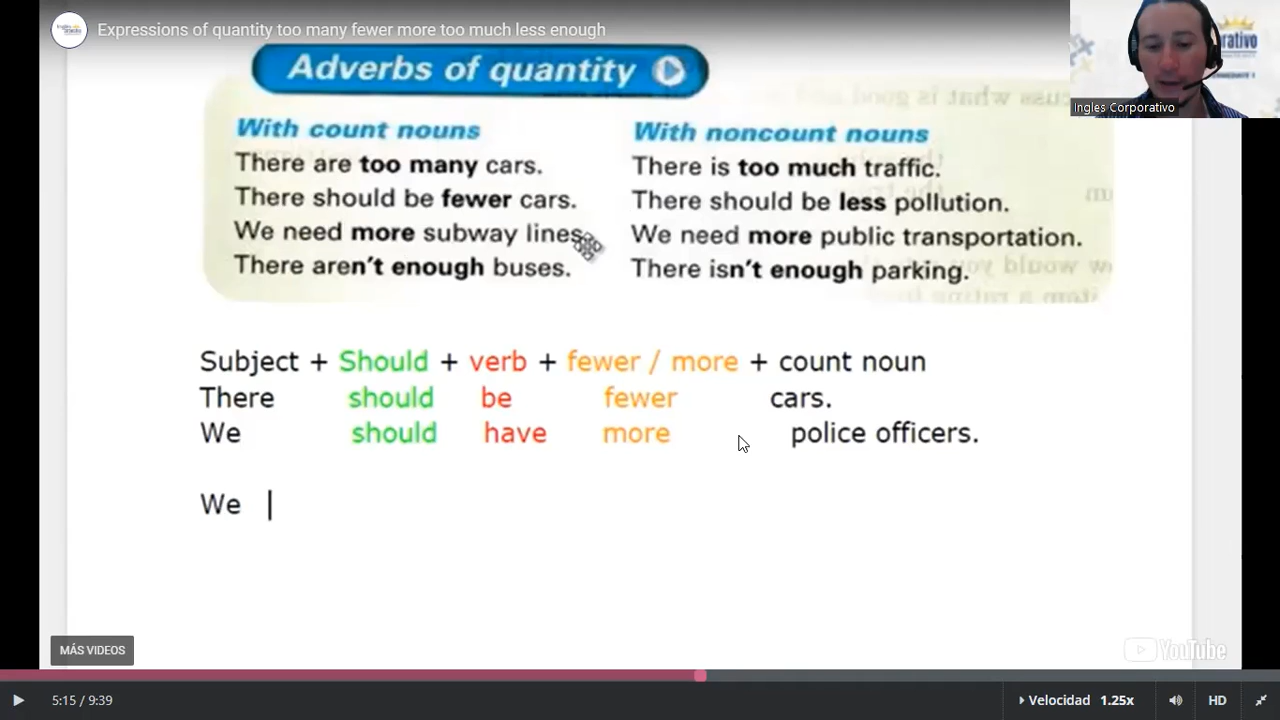 Expressions of quantity too many fewer more too much less enough
Adverbs of quantity
With count nouns
There are too many cars.
There should be fewer cars.
We need more subway lines.
There aren't enough buses.
With noncount nouns
There is too much traffic.
There should be less pollution.
We need more public transportation.
There isn't enough parking.
Ingles Corporativo
Subject + Should + verb + fewer / more + count noun
There should be fewer cars.
We should have more police officers.
We
MÁS VIDEOS
YouTube
5:15 / 9:39
Velocidad 1.25x
HD